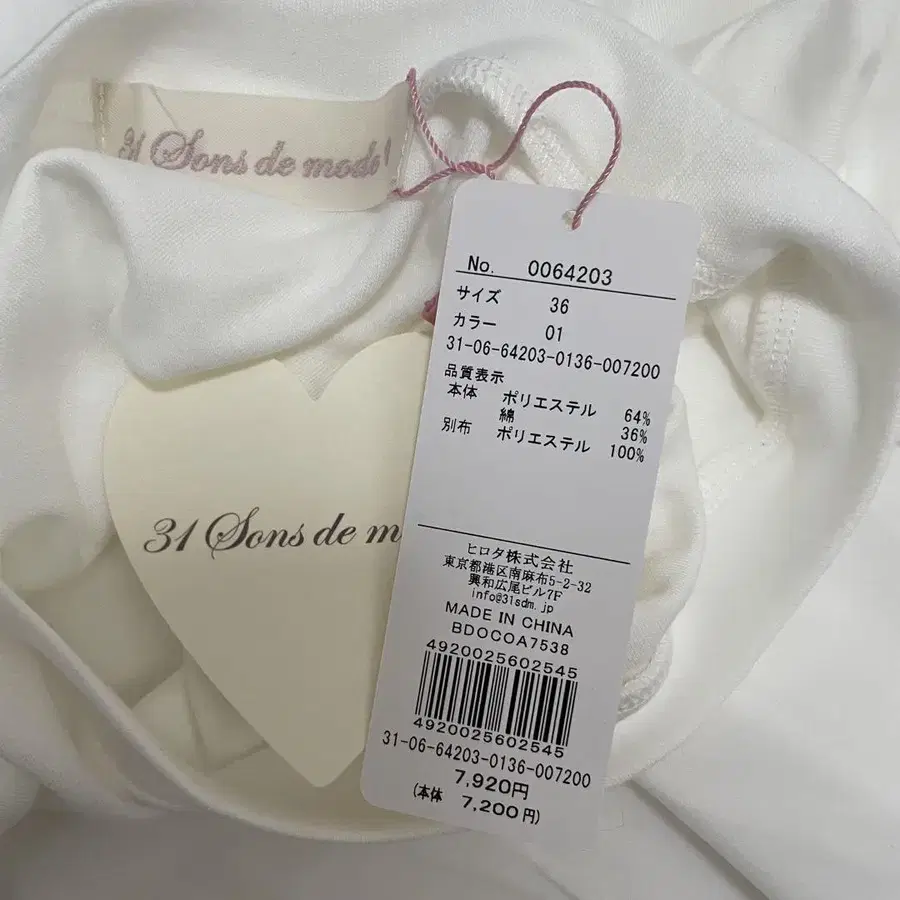 31 Sons de mode
No. 0064203
サイズ 36
カラー 01
31-06-64203-0136-007200
品質表示
本体 ポリエステル 64%
綿 36%
別布 ポリエステル 100%
31 Sons de m
ヒロタ株式会社
東京都港区南麻布5-2-32
興和広尾ビル7F
info@31sdm.jp
MADE IN CHINA
BDOCOA7538
4920025602545
4920025602545
31-06-64203-0136-007200
7,920円
(本体 7,200円)